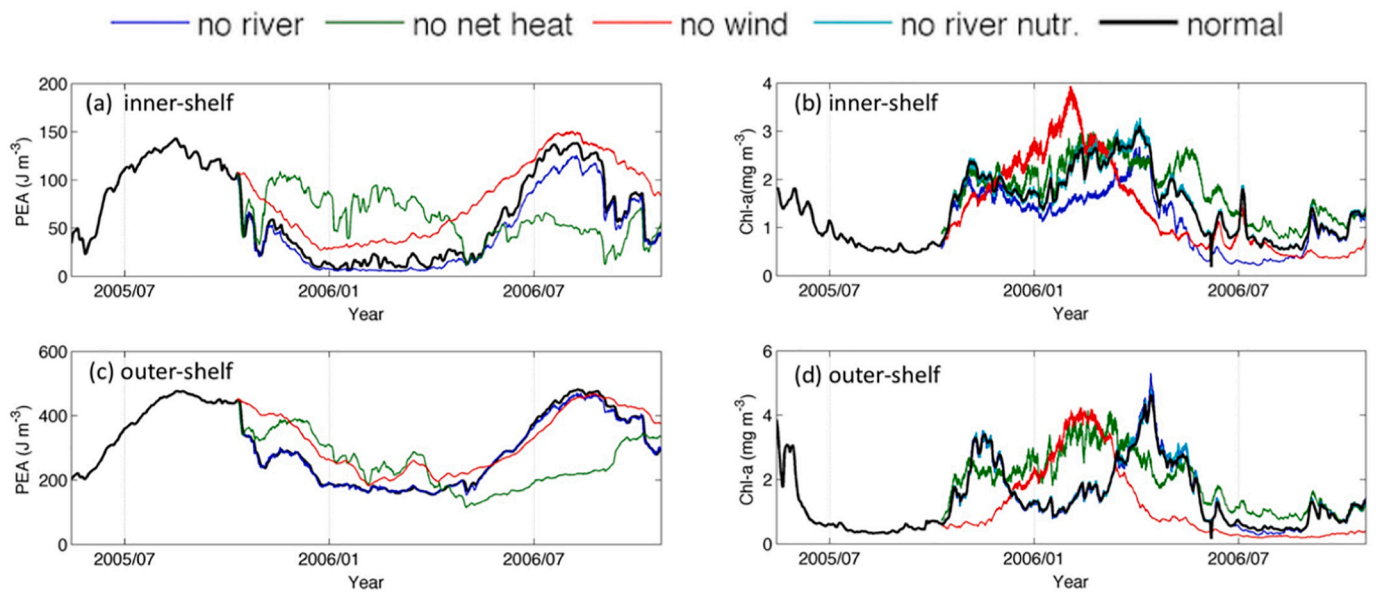 no river no net heat no wind no river nutr. normal
(a) inner-shelf
PEA (J m⁻³)
200
150
100
50
0
2005/07 2006/01 2006/07
Year
(b) inner-shelf
Chl-a(mg m⁻³)
4
3
2
1
0
2005/07 2006/01 2006/07
Year
(c) outer-shelf
PEA (J m⁻³)
600
400
200
0
2005/07 2006/01 2006/07
Year
(d) outer-shelf
Chl-a (mg m⁻³)
6
4
2
0
2005/07 2006/01 2006/07
Year